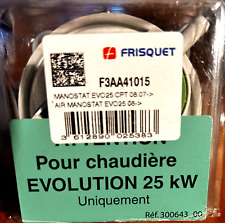 FRISQUET
F3AA41015
MANOSTAT EVO25 CPT 08.07->
AIR MANOSTAT EVO25 08->
3 612890 025383
ATTENTION
Pour chaudière
EVOLUTION 25 kW
Uniquement
Réf. 300643_00